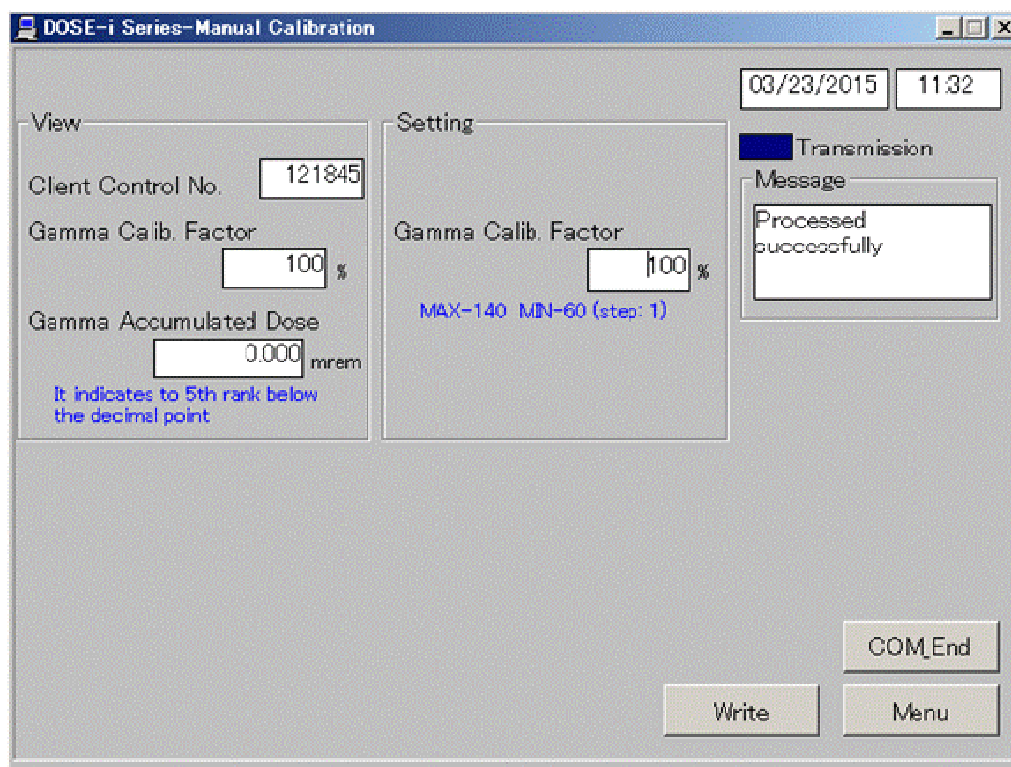 DOSE-i Series-Manual Calibration
03/23/2015 11:32
View
Client Control No. 121845
Gamma Calib. Factor
100 %
Gamma Accumulated Dose
0.000 mrem
It indicates to 5th rank below
the decimal point
Setting
Gamma Calib. Factor
100 %
MAX-140 MIN-60 (step: 1)
Transmission
Message
Processed
successfully
COM_End
Write
Menu